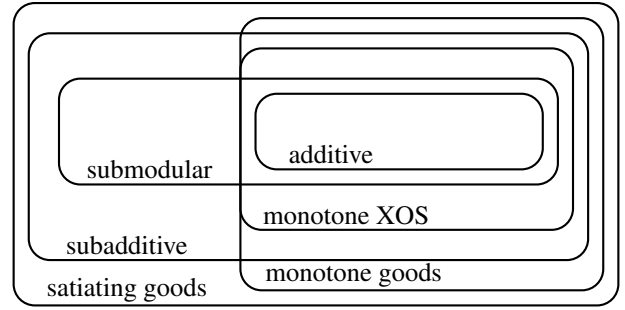 additive
submodular
monotone XOS
subadditive
monotone goods
satiating goods